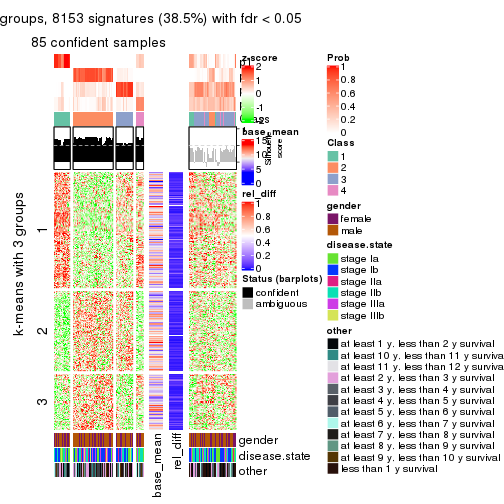 groups, 8153 signatures (38.5%) with fdr < 0.05
85 confident samples
z-score
2
1
0
-1
-2
base_mean
15
10
5
0
Silhouette
score
rel_diff
1
0.8
0.6
0.4
0.2
0
Status (barplots)
confident
ambiguous
Prob
1
0.8
0.6
0.4
0.2
0
Class
1
2
3
4
gender
female
male
disease.state
stage Ia
stage Ib
stage IIa
stage IIb
stage IIIa
stage IIIb
other
at least 1 y. less than 2 y survival
at least 10 y. less than 11 y survival
at least 11 y. less than 12 y survival
at least 2 y. less than 3 y survival
at least 3 y. less than 4 y survival
at least 4 y. less than 5 y survival
at least 5 y. less than 6 y survival
at least 6 y. less than 7 y survival
at least 7 y. less than 8 y survival
at least 8 y. less than 9 y survival
at least 9 y. less than 10 y survival
less than 1 y survival
k-means with 3 groups
1
2
3
gender
disease.state
other
base_mean
rel_diff